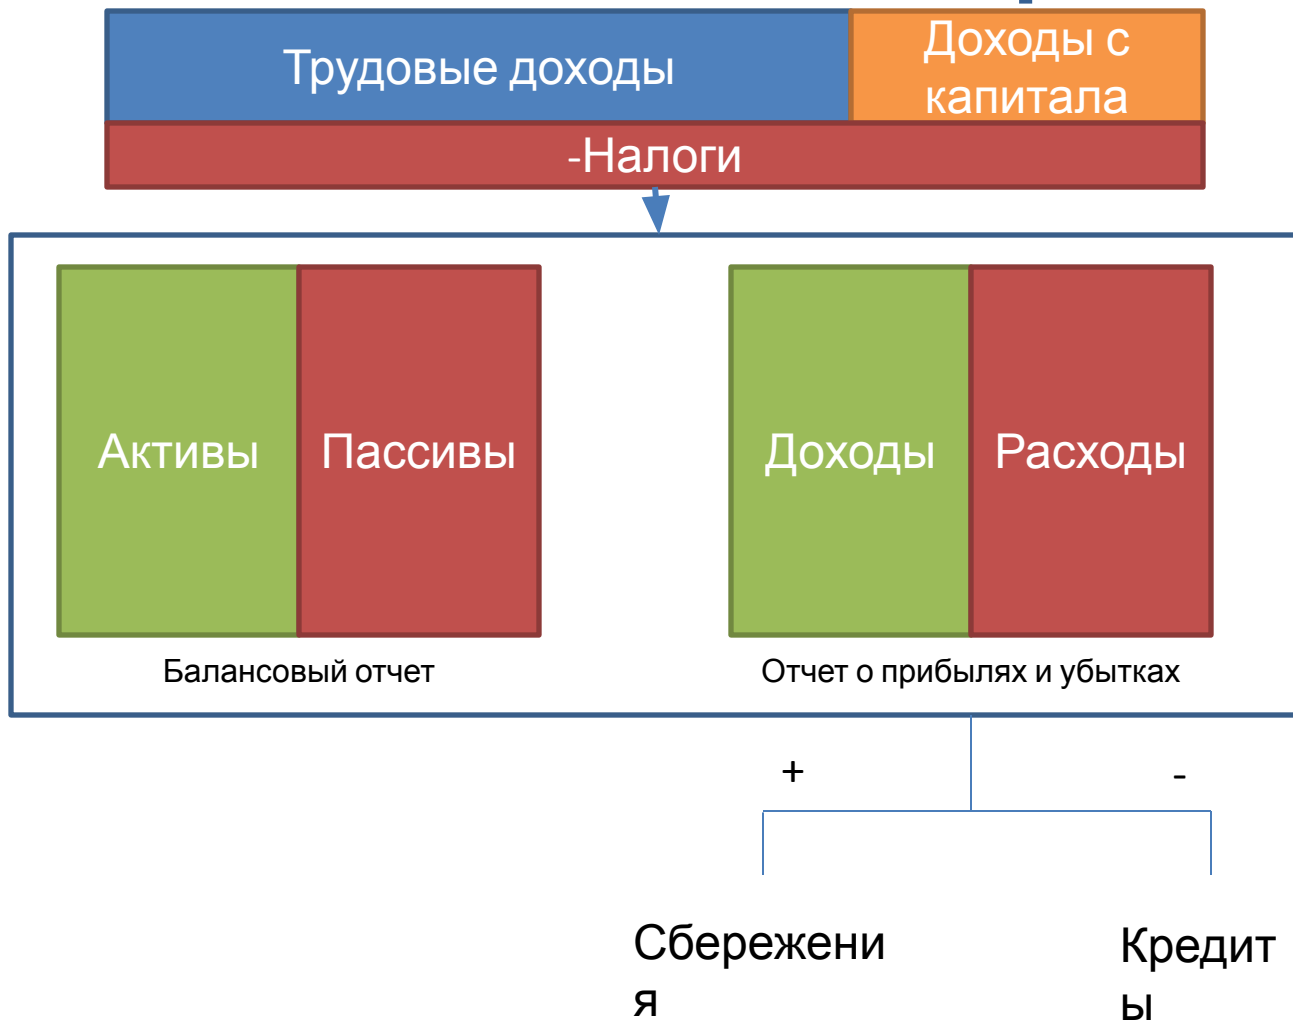 Трудовые доходы
Доходы с
капитала
-Налоги
Активы
Пассивы
Доходы
Расходы
Балансовый отчет
Отчет о прибылях и убытках
+
-
Сбережени
я
Кредит
ы